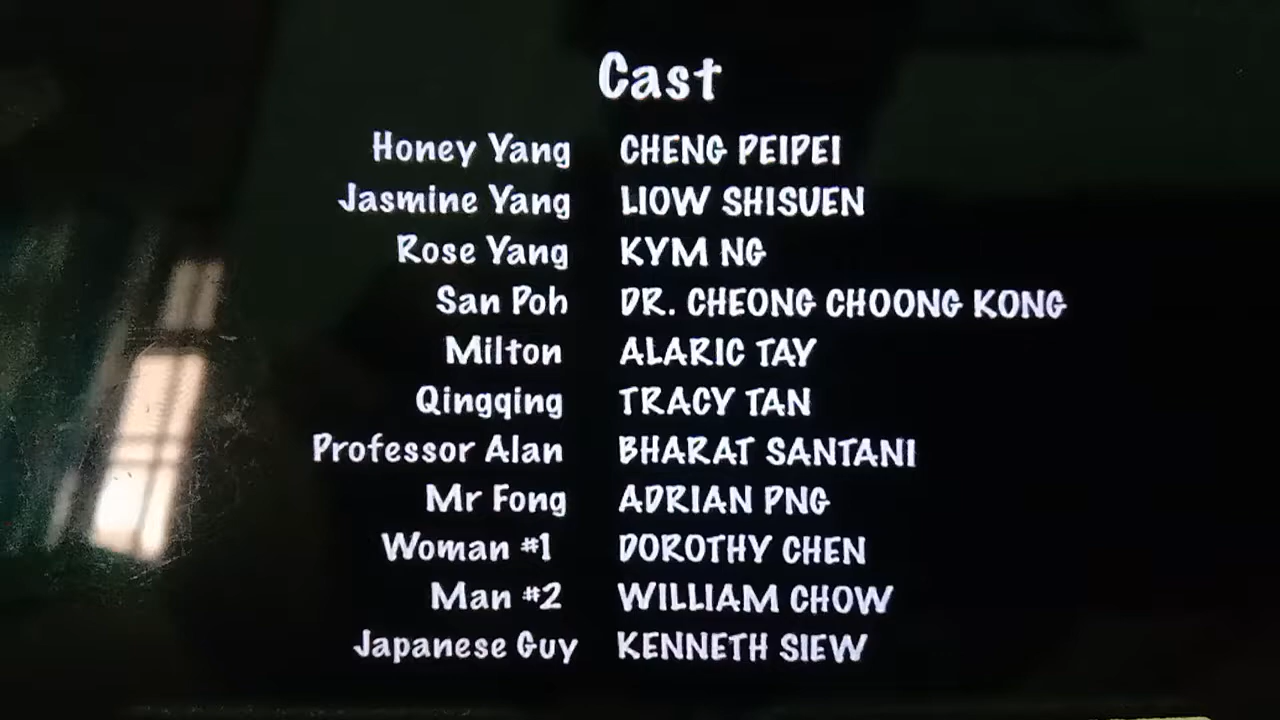 Cast
Honey Yang CHENG PEIPEI
Jasmine Yang LIOW SHISUEN
Rose Yang KYM NG
San Poh DR. CHEONG CHOONG KONG
Milton ALARIC TAY
Qingqing TRACY TAN
Professor Alan BHARAT SANTANI
Mr Fong ADRIAN PNG
Woman #1 DOROTHY CHEN
Man #2 WILLIAM CHOW
Japanese Guy KENNETH SIEW